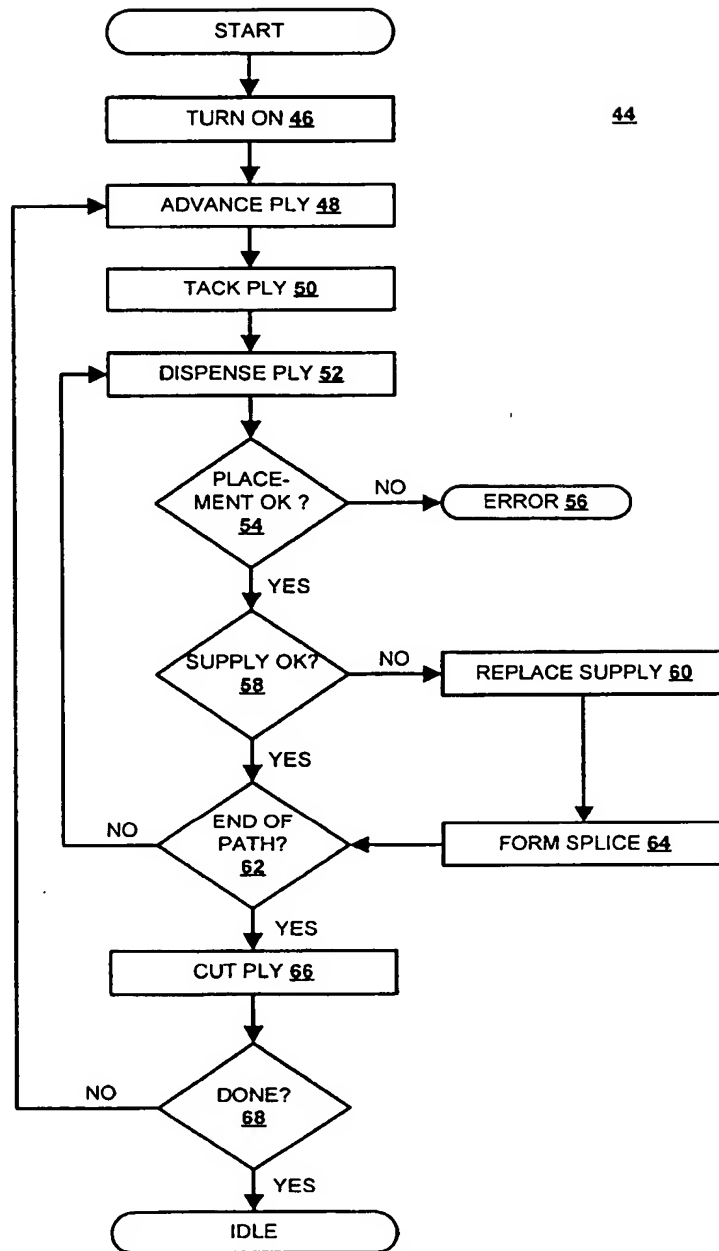 START
TURN ON 46
44
ADVANCE PLY 48
TACK PLY 50
DISPENSE PLY 52
PLACE-
MENT OK ?
54
NO
ERROR 56
YES
SUPPLY OK?
58
NO
REPLACE SUPPLY 60
YES
END OF
PATH?
62
NO
FORM SPLICE 64
YES
CUT PLY 66
DONE?
68
NO
YES
IDLE